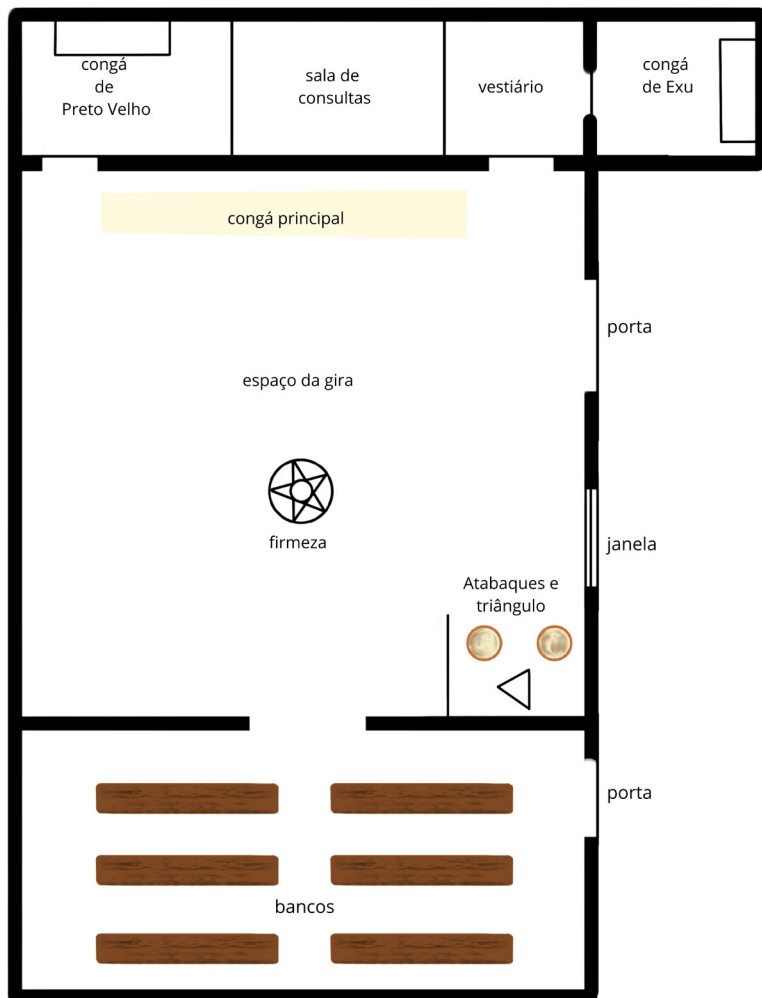 congá
de
Preto Velho
sala de
consultas
vestiário
congá
de Exu
congá principal
porta
espaço da gira
firmeza
janela
Atabaques e
triângulo
porta
bancos